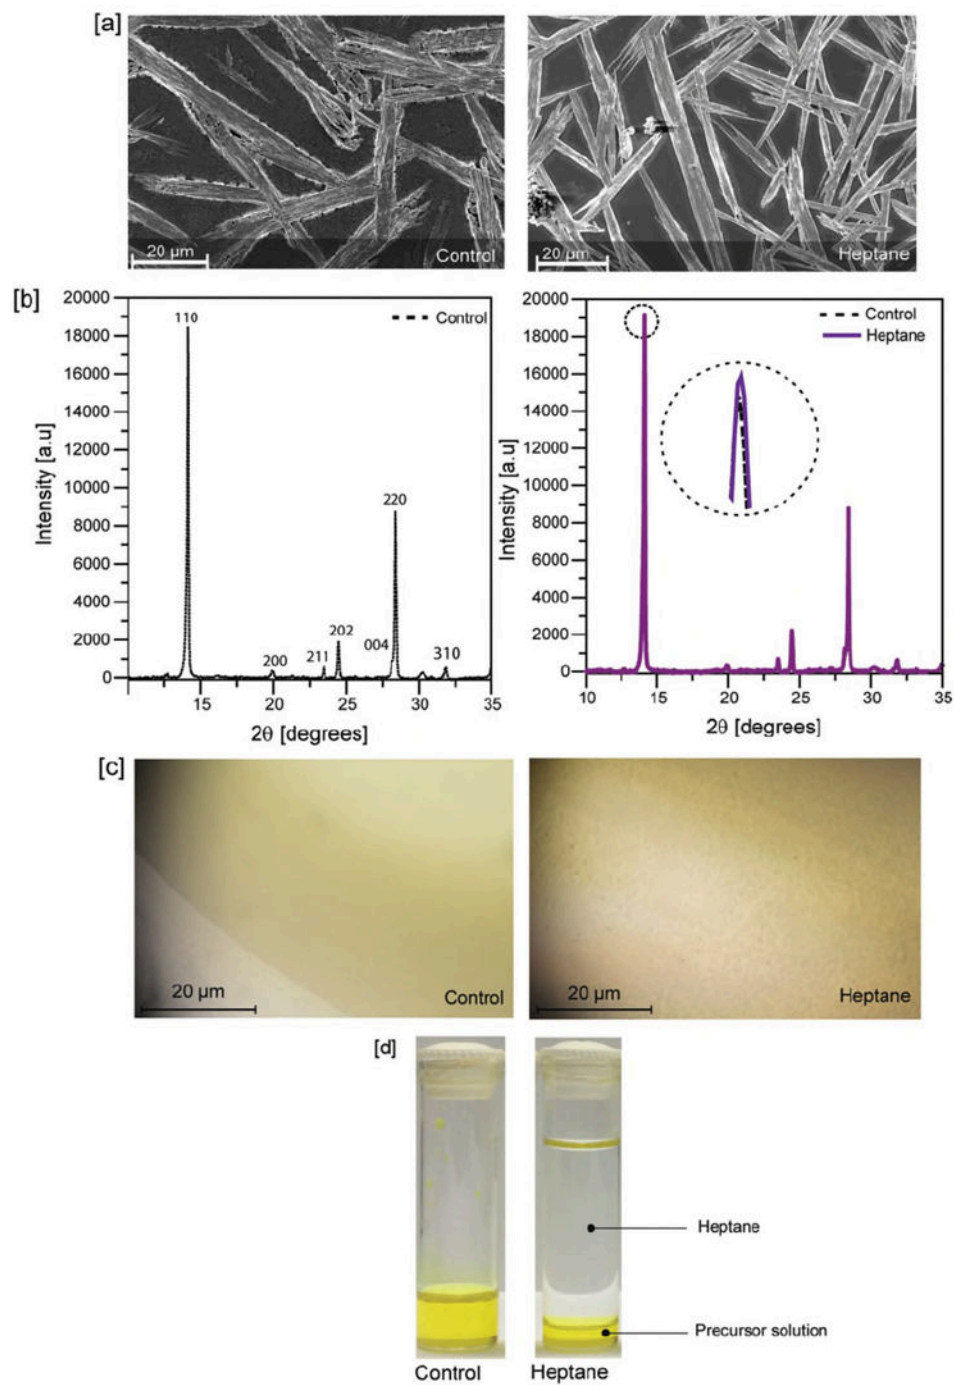 [a]
20 µm
Control
20 µm
Heptane
[b]
20000
18000
16000
14000
12000
10000
8000
6000
4000
2000
0
Intensity [a.u]
110
200
211
202
004
220
310
Control
15
20
25
30
35
2θ [degrees]
20000
18000
16000
14000
12000
10000
8000
6000
4000
2000
0
Intensity [a.u]
Control
Heptane
10
15
20
25
30
35
2θ [degrees]
[c]
20 µm
Control
20 µm
Heptane
[d]
Heptane
Precursor solution
Control
Heptane